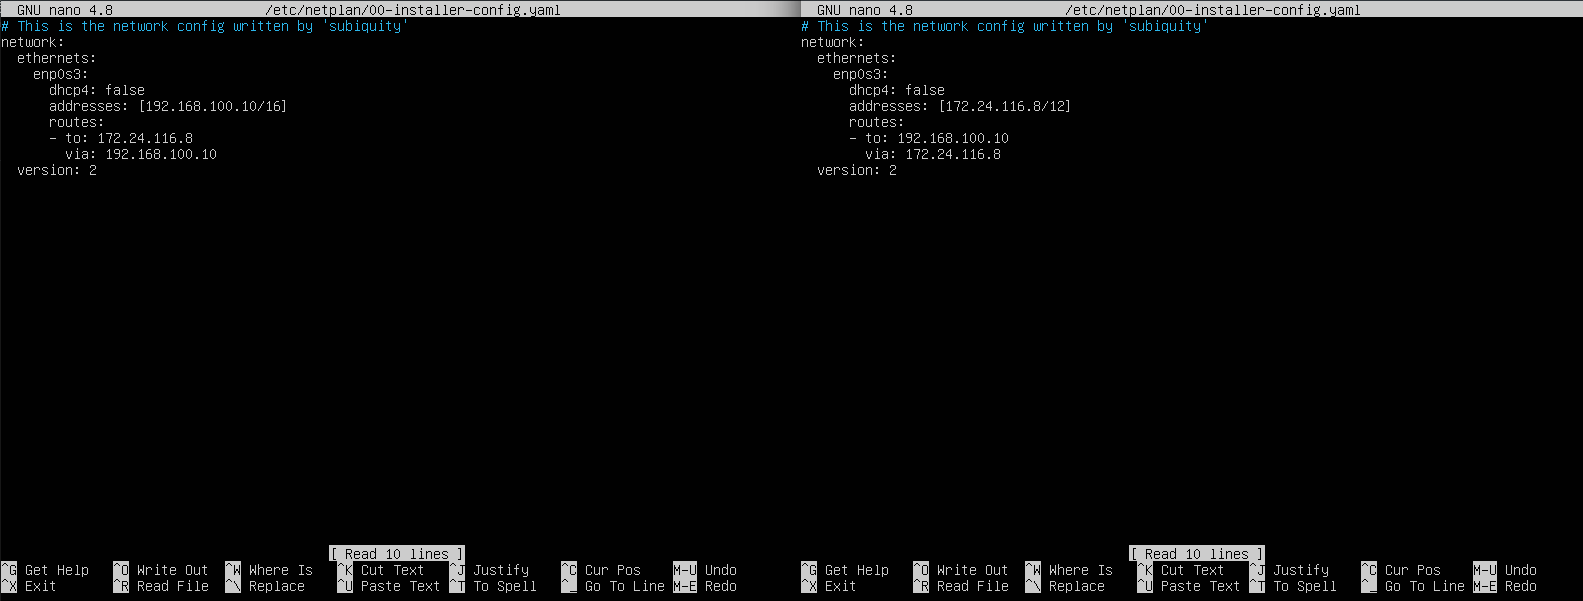 GNU nano 4.8 /etc/netplan/00-installer-config.yaml
# This is the network config written by 'subiquity'
network:
  ethernets:
    enp0s3:
      dhcp4: false
      addresses: [192.168.100.10/16]
      routes:
      - to: 172.24.116.8
        via: 192.168.100.10
  version: 2
[ Read 10 lines ]
^G Get Help ^O Write Out ^W Where Is ^K Cut Text ^J Justify ^C Cur Pos M-U Undo
^X Exit ^R Read File ^\ Replace ^U Paste Text ^T To Spell ^_ Go To Line M-E Redo
GNU nano 4.8 /etc/netplan/00-installer-config.yaml
# This is the network config written by 'subiquity'
network:
  ethernets:
    enp0s3:
      dhcp4: false
      addresses: [172.24.116.8/12]
      routes:
      - to: 192.168.100.10
        via: 172.24.116.8
  version: 2
[ Read 10 lines ]
^G Get Help ^O Write Out ^W Where Is ^K Cut Text ^J Justify ^C Cur Pos M-U Undo
^X Exit ^R Read File ^\ Replace ^U Paste Text ^T To Spell ^_ Go To Line M-E Redo